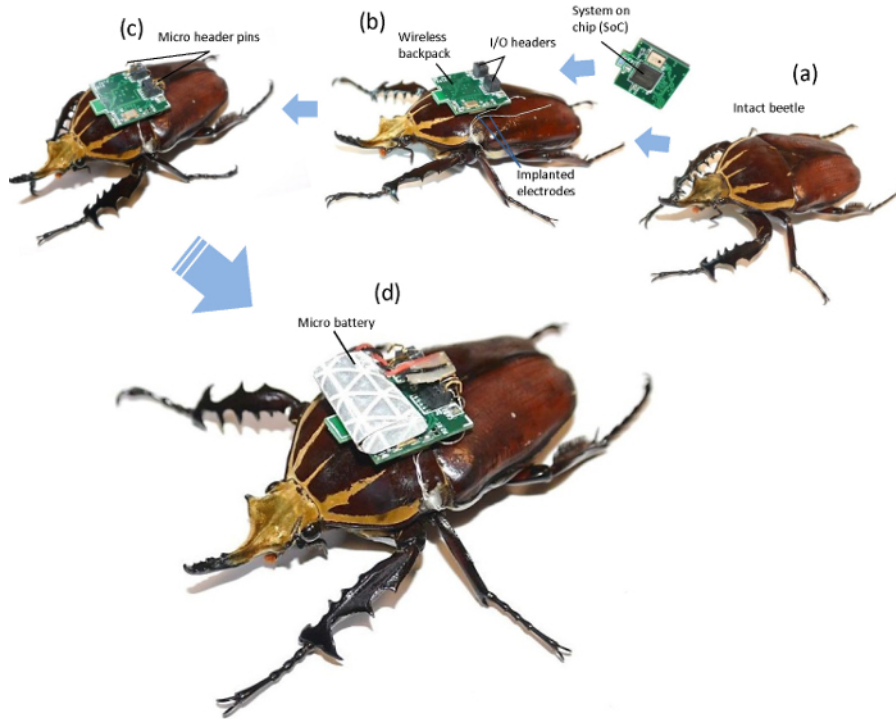 (c)
Micro header pins
(b)
Wireless
backpack
I/O headers
System on
chip (SoC)
(a)
Intact beetle
Implanted
electrodes
(d)
Micro battery